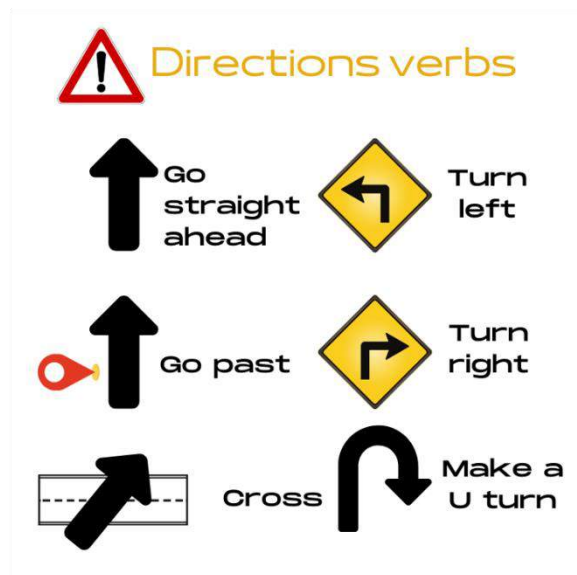 Directions verbs
Go
straight
ahead
Turn
left
Go past
Turn
right
Cross
Make a
U turn